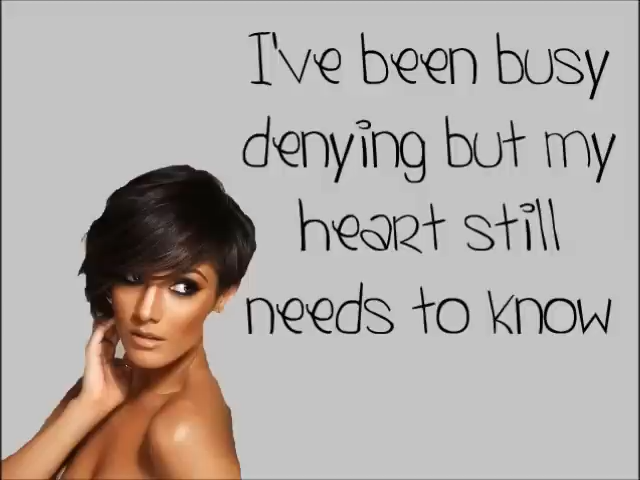 I've been busy
denying but my
heart still
needs to know